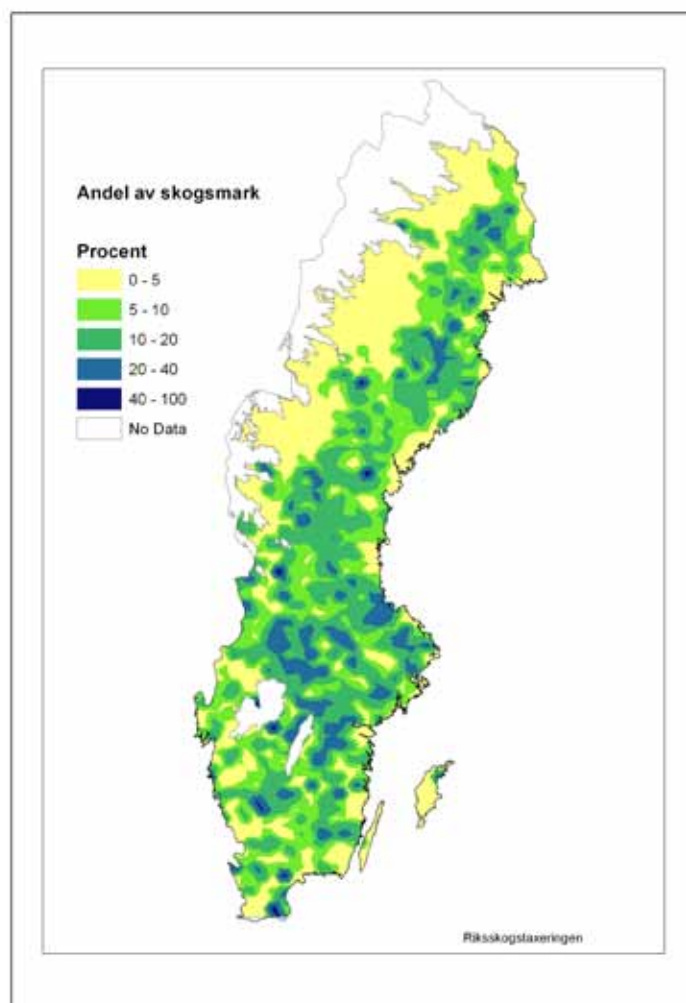 Andel av skogsmark
Procent
0 - 5
5 - 10
10 - 20
20 - 40
40 - 100
No Data
Riksskogstaxeringen